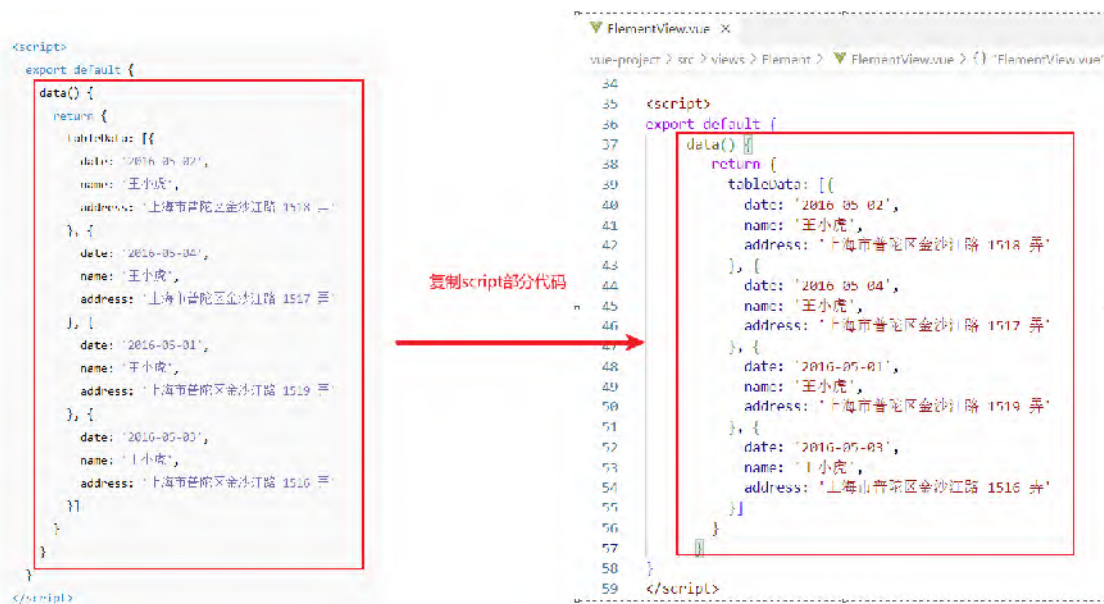 <script>
export default {
data() {
return {
tableData: [{
date: '2016-05-02',
name: '王小虎',
address: '上海市普陀区金沙江路 1518 弄'
}, {
date: '2016-05-04',
name: '王小虎',
address: '上海市普陀区金沙江路 1517 弄'
}, {
date: '2016-05-01',
name: '王小虎',
address: '上海市普陀区金沙江路 1519 弄'
}, {
date: '2016-05-03',
name: '王小虎',
address: '上海市普陀区金沙江路 1516 弄'
}]
}
}
}
</script>
复制script部分代码
ElementView.vue ×
vue-project > src > views > Element > ElementView.vue > {} "ElementView.vue"
34
35 <script>
36 export default {
37 data() {
38 return {
39 tableData: [{
40 date: '2016-05-02',
41 name: '王小虎',
42 address: '上海市普陀区金沙江路 1518 弄'
43 }, {
44 date: '2016-05-04',
45 name: '王小虎',
46 address: '上海市普陀区金沙江路 1517 弄'
47 }, {
48 date: '2016-05-01',
49 name: '王小虎',
50 address: '上海市普陀区金沙江路 1519 弄'
51 }, {
52 date: '2016-05-03',
53 name: '王小虎',
54 address: '上海市普陀区金沙江路 1516 弄'
55 }]
56 }
57 }
58 }
59 </script>